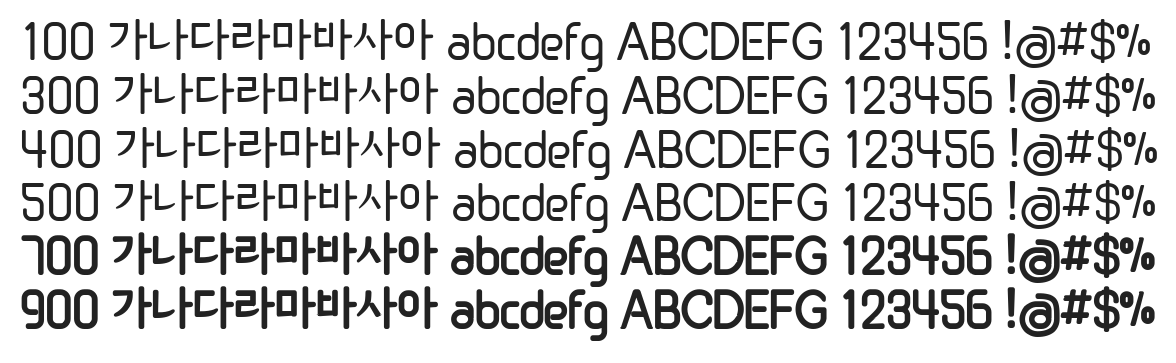 100 가나다라마바사아 abcdefg ABCDEFG 123456 !@#$%
300 가나다라마바사아 abcdefg ABCDEFG 123456 !@#$%
400 가나다라마바사아 abcdefg ABCDEFG 123456 !@#$%
500 가나다라마바사아 abcdefg ABCDEFG 123456 !@#$%
700 가나다라마바사아 abcdefg ABCDEFG 123456 !@#$%
900 가나다라마바사아 abcdefg ABCDEFG 123456 !@#$%